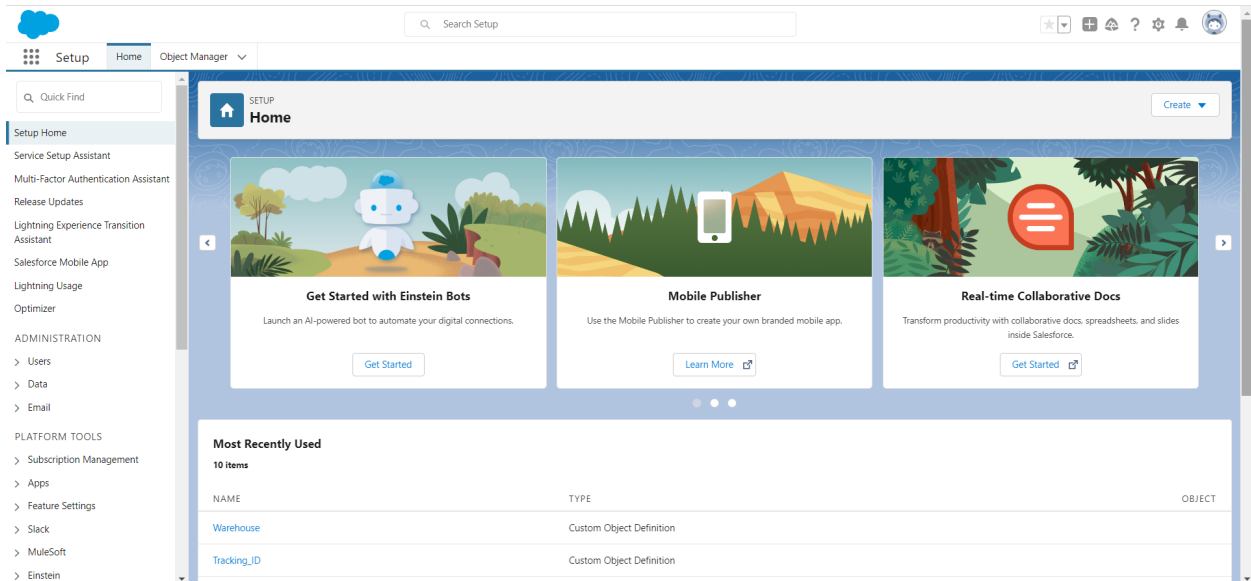 Search Setup
Setup
Home
Object Manager
Quick Find
Setup Home
Service Setup Assistant
Multi-Factor Authentication Assistant
Release Updates
Lightning Experience Transition
Assistant
Salesforce Mobile App
Lightning Usage
Optimizer
ADMINISTRATION
Users
Data
Email
PLATFORM TOOLS
Subscription Management
Apps
Feature Settings
Slack
MuleSoft
Einstein
SETUP
Home
Create
Get Started with Einstein Bots
Launch an AI-powered bot to automate your digital connections.
Get Started
Mobile Publisher
Use the Mobile Publisher to create your own branded mobile app.
Learn More
Real-time Collaborative Docs
Transform productivity with collaborative docs, spreadsheets, and slides
inside Salesforce.
Get Started
Most Recently Used
10 items
NAME TYPE OBJECT
Warehouse Custom Object Definition
Tracking_ID Custom Object Definition